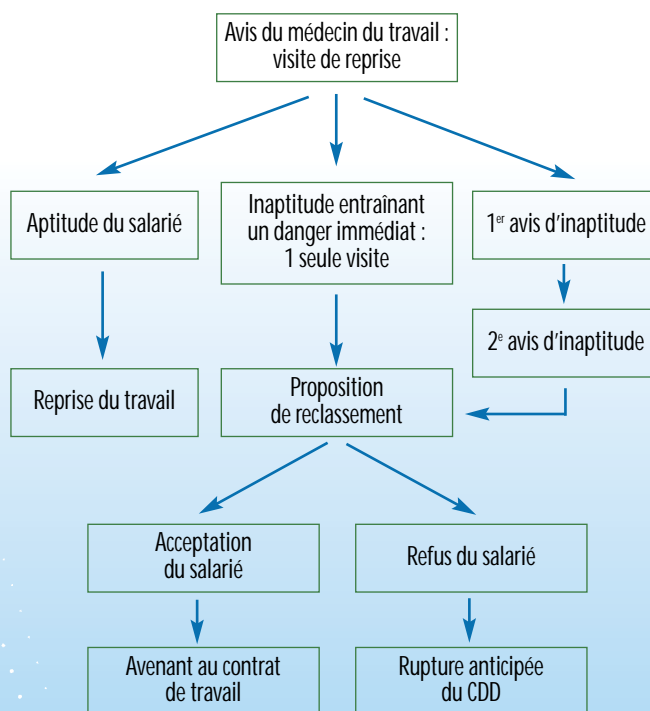 Avis du médecin du travail :
visite de reprise
Aptitude du salarié
Inaptitude entraînant
un danger immédiat :
1 seule visite
1er avis d’inaptitude
2e avis d’inaptitude
Reprise du travail
Proposition
de reclassement
Acceptation
du salarié
Refus du salarié
Avenant au contrat
de travail
Rupture anticipée
du CDD